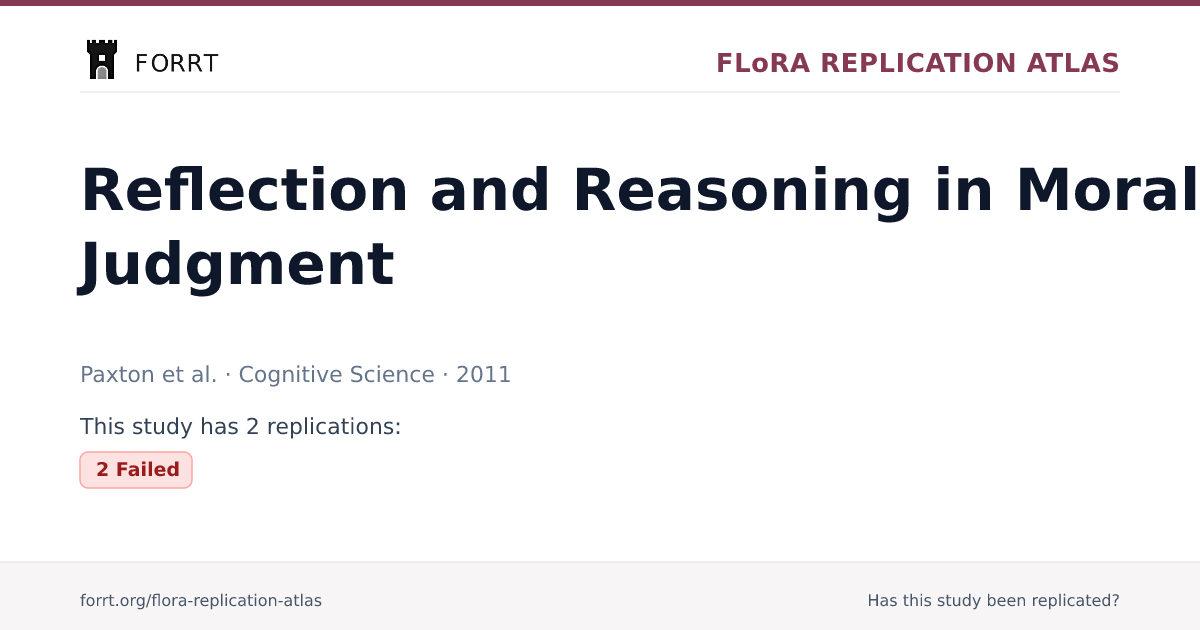 FORRT
FLoRA REPLICATION ATLAS
Reflection and Reasoning in Moral
Judgment
Paxton et al. · Cognitive Science · 2011
This study has 2 replications:
2 Failed
forrt.org/flora-replication-atlas
Has this study been replicated?